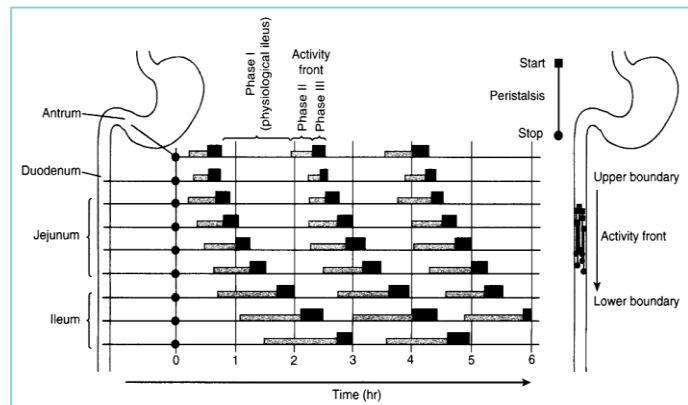 Phase I
(physiological ileus)
Activity
front
Phase II
Phase III
Antrum
Duodenum
Jejunum
Ileum
0
1
2
3
4
5
6
Time (hr)
Start
Peristalsis
Stop
Upper boundary
Activity front
Lower boundary